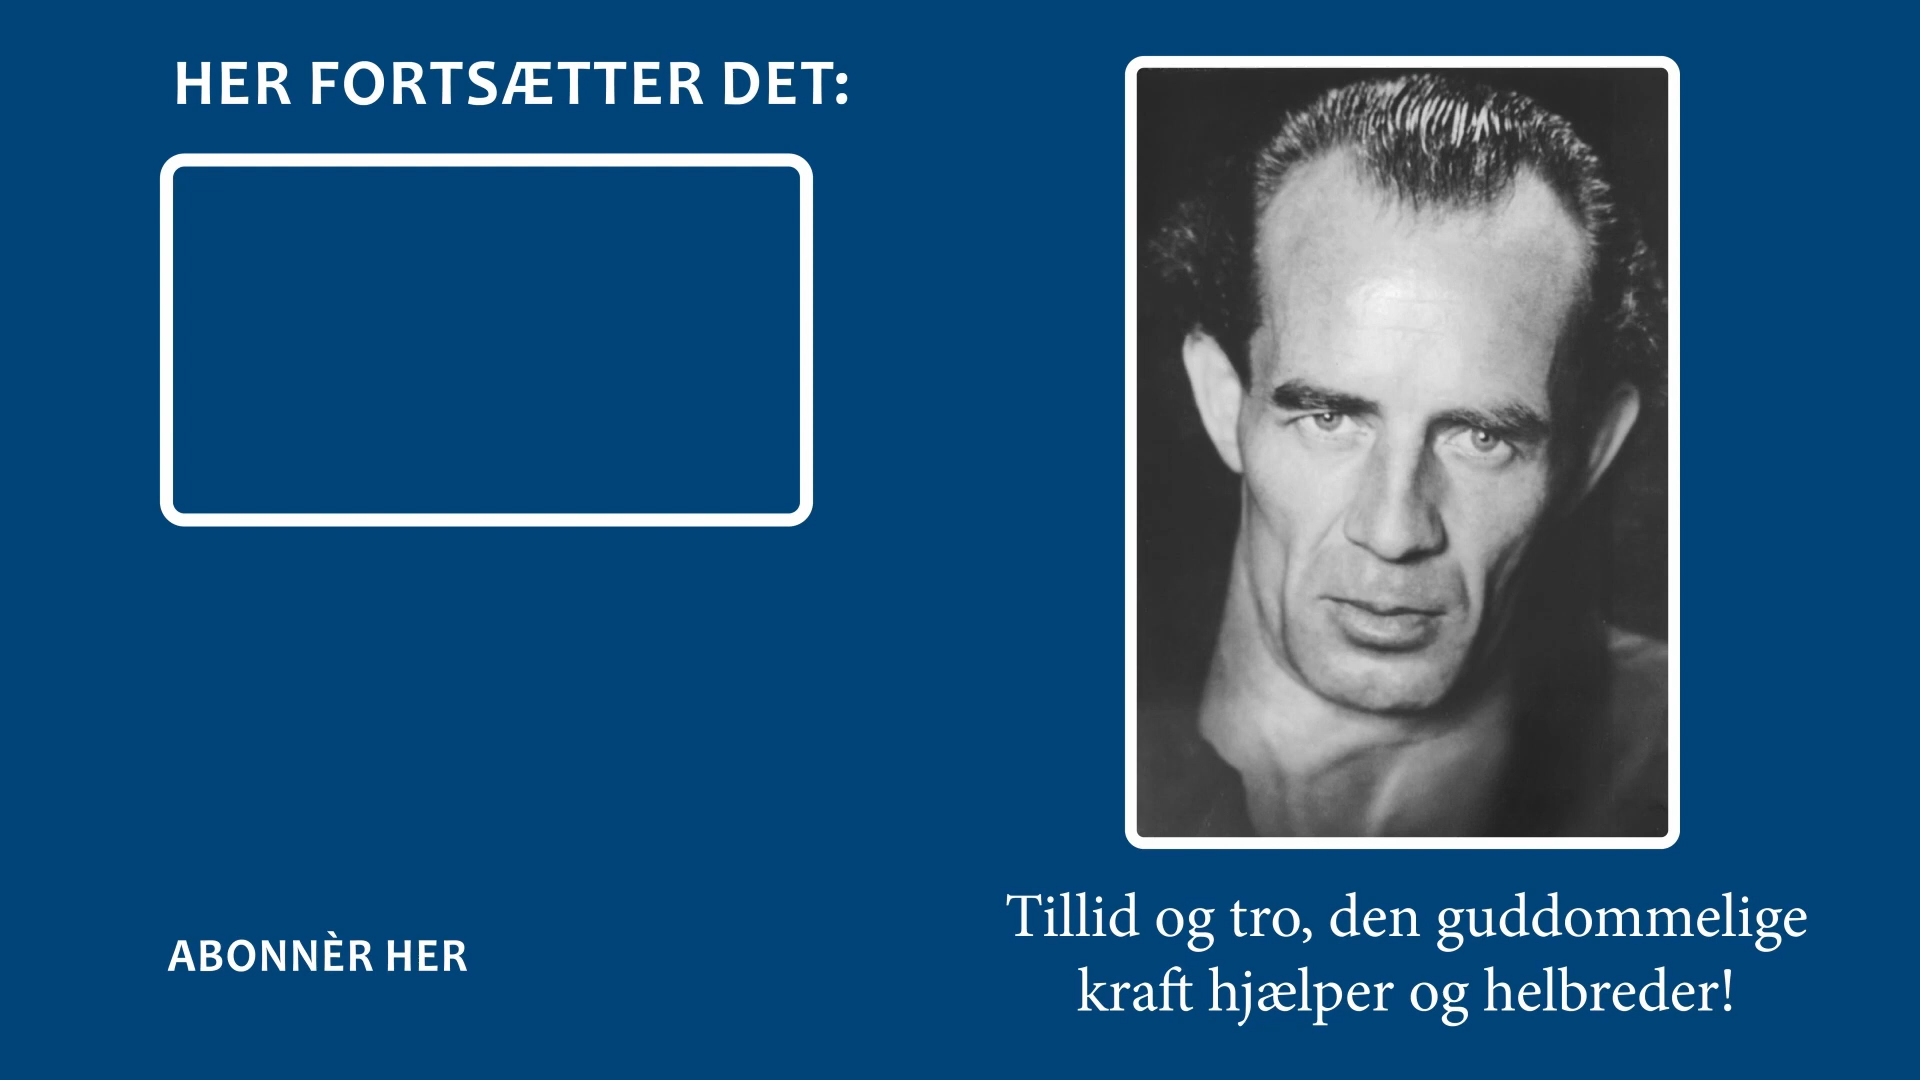 HER FORTSÆTTER DET:
ABONNÈR HER
Tillid og tro, den guddommelige
kraft hjælper og helbreder!